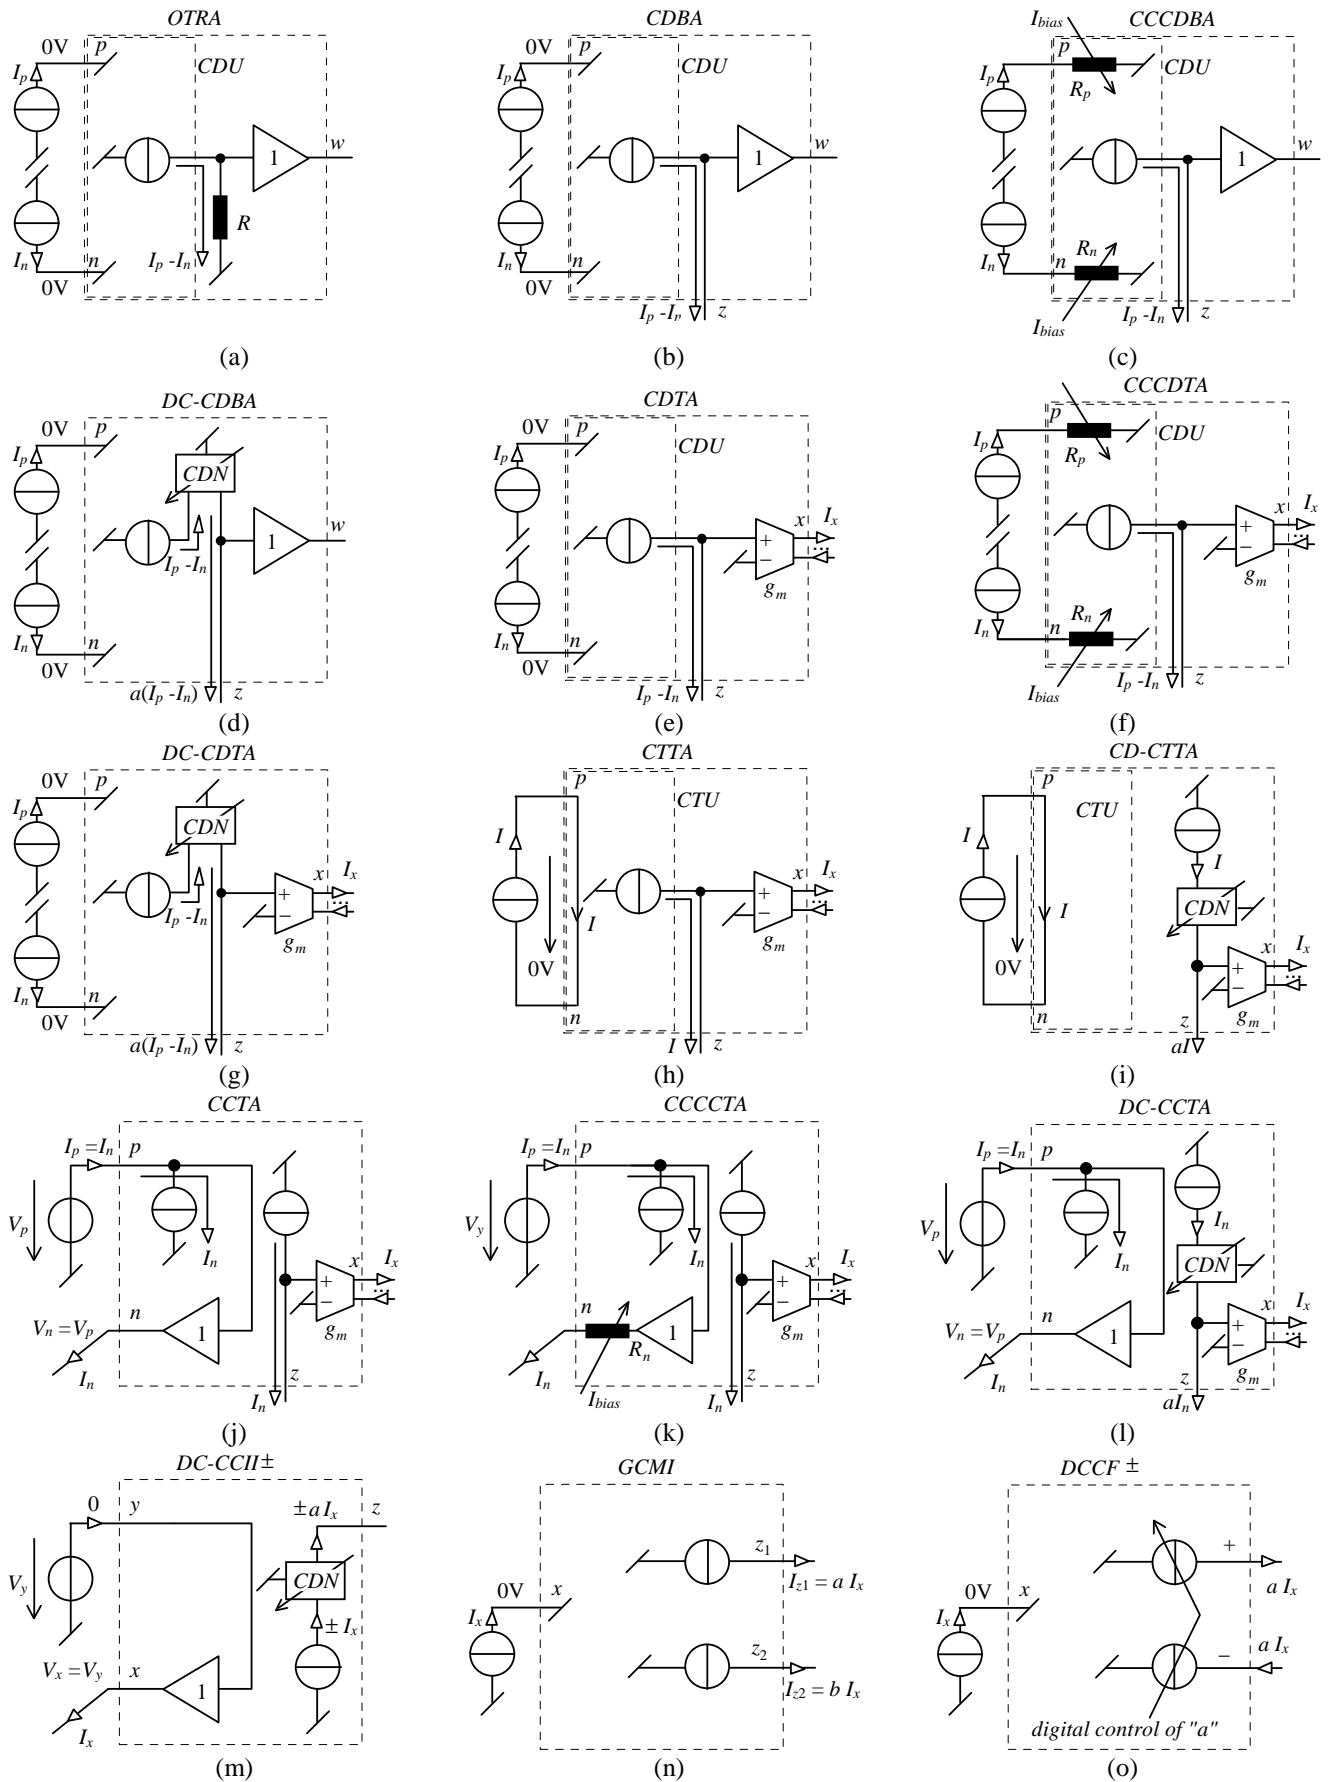 OTRA
CDBA
CCCDBA
0V
p
CDU
I_p
1
w
R
I_n
n
I_p -I_n
0V
0V
p
CDU
I_p
1
w
I_n
n
0V
I_p -I_n
z
I_bias
p
CDU
I_p
R_p
1
w
R_n
I_n
n
I_bias
I_p -I_n
z
(a)
(b)
(c)
DC-CDBA
CDTA
CCCDTA
0V
p
I_p
CDN
1
w
I_p -I_n
I_n
n
0V
a(I_p -I_n)
z
0V
p
CDU
I_p
x
I_x
+
−
g_m
I_n
n
0V
I_p -I_n
z
p
CDU
I_p
R_p
x
I_x
+
−
g_m
R_n
I_n
n
I_bias
I_p -I_n
z
(d)
(e)
(f)
DC-CDTA
CTTA
CD-CTTA
0V
p
I_p
CDN
x
I_x
+
−
I_p -I_n
g_m
I_n
n
0V
a(I_p -I_n)
z
p
CTU
I
x
I_x
+
−
I
g_m
0V
n
I
z
p
CTU
I
I
CDN
I
0V
x
I_x
+
−
n
z
g_m
aI
(g)
(h)
(i)
CCTA
CCCCTA
DC-CCTA
I_p =I_n
p
V_p
I_n
x
I_x
+
−
V_n =V_p
n
1
g_m
I_n
z
I_n
I_p =I_n
p
V_y
I_n
x
I_x
+
−
n
1
R_n
g_m
I_n
I_bias
z
I_n
I_p =I_n
p
V_p
I_n
I_n
CDN
x
I_x
+
−
V_n =V_p
n
1
I_n
z
g_m
aI_n
(j)
(k)
(l)
DC-CCII±
GCMI
DCCF ±
0
y
± a I_x
z
V_y
CDN
± I_x
V_x =V_y
x
1
I_x
z_1
I_z1 = a I_x
0V
x
I_x
z_2
I_z2 = b I_x
+
a I_x
0V
x
I_x
−
a I_x
digital control of "a"
(m)
(n)
(o)